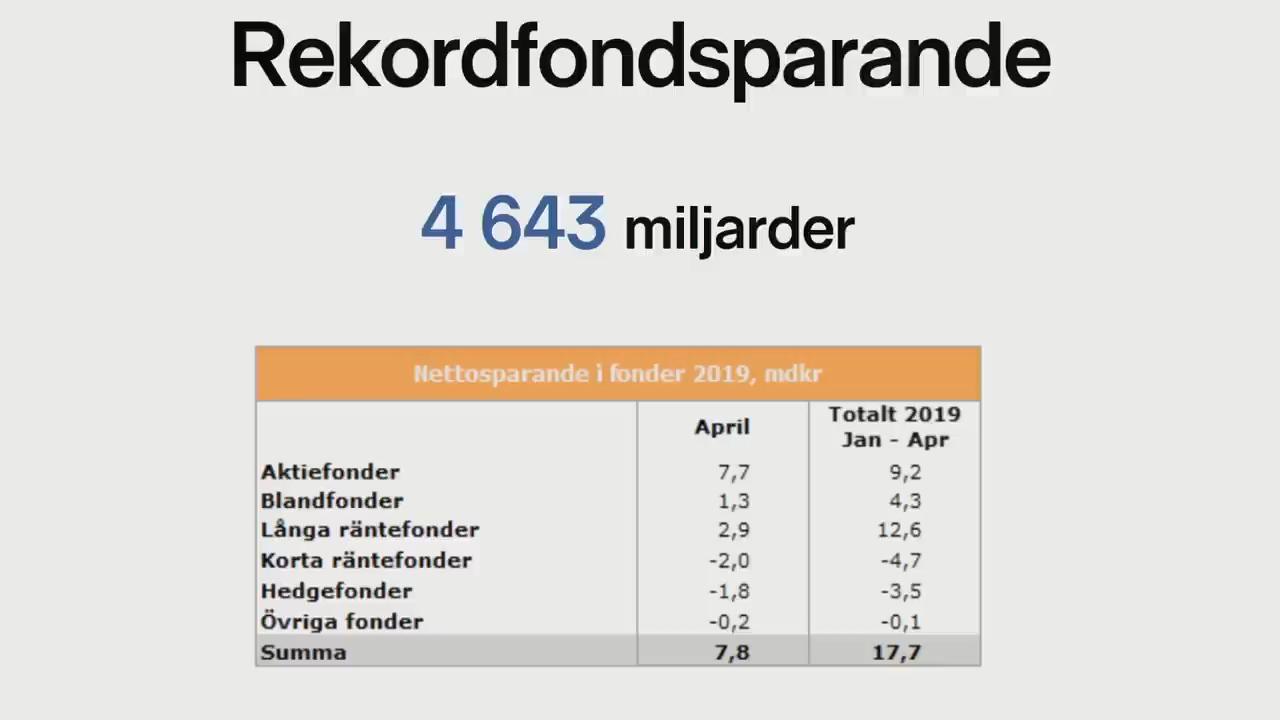 Rekordfondsparande
4 643 miljarder
Nettosparande i fonder 2019, mdkr
April Totalt 2019
Jan - Apr
Aktiefonder 7,7 9,2
Blandfonder 1,3 4,3
Långa räntefonder 2,9 12,6
Korta räntefonder -2,0 -4,7
Hedgefonder -1,8 -3,5
Övriga fonder -0,2 -0,1
Summa 7,8 17,7